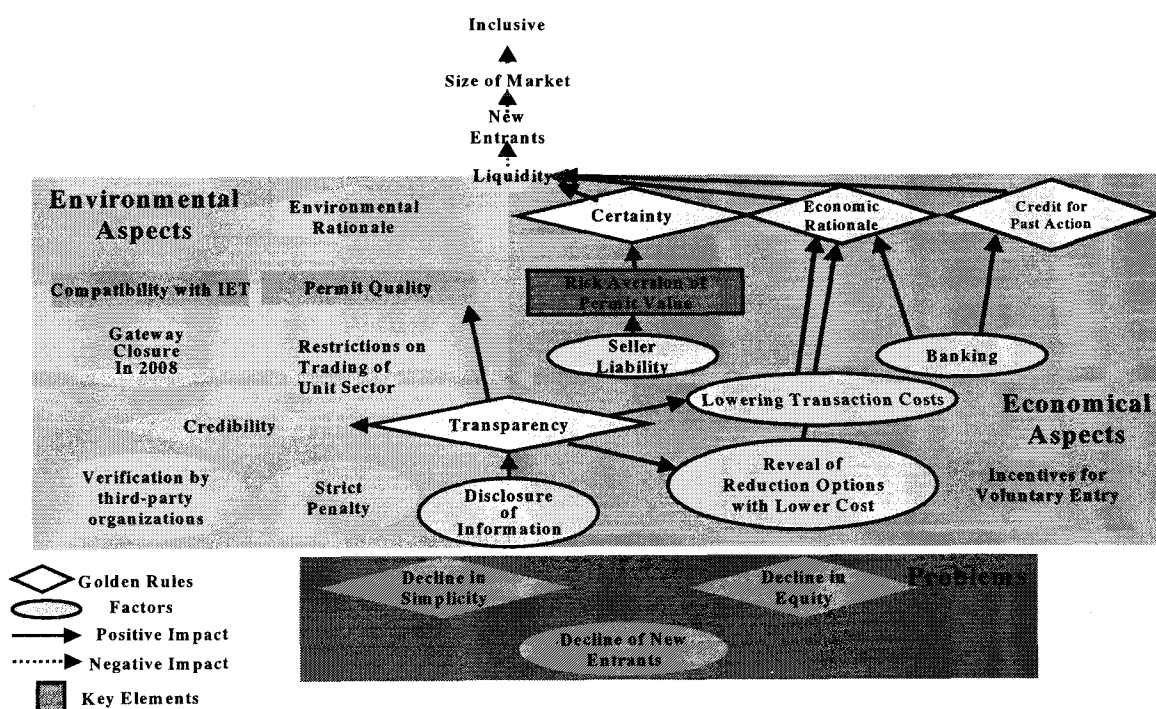 Inclusive
Size of Market
New
Entrants
Liquidity
Environmental
Aspects
Environmental
Rationale
Certainty
Economic
Rationale
Credit for
Past Action
Compatibility with IET
Permit Quality
Risk Aversion of
Permit Value
Gateway
Closure
In 2008
Restrictions on
Trading of
Unit Sector
Seller
Liability
Banking
Lowering Transaction Costs
Economical
Aspects
Credibility
Transparency
Verification by
third-party
organizations
Strict
Penalty
Disclosure
of
Information
Reveal of
Reduction Options
with Lower Cost
Incentives for
Voluntary Entry
Problems
Decline in
Simplicity
Decline in
Equity
Decline of New
Entrants
Golden Rules
Factors
Positive Impact
Negative Impact
Key Elements